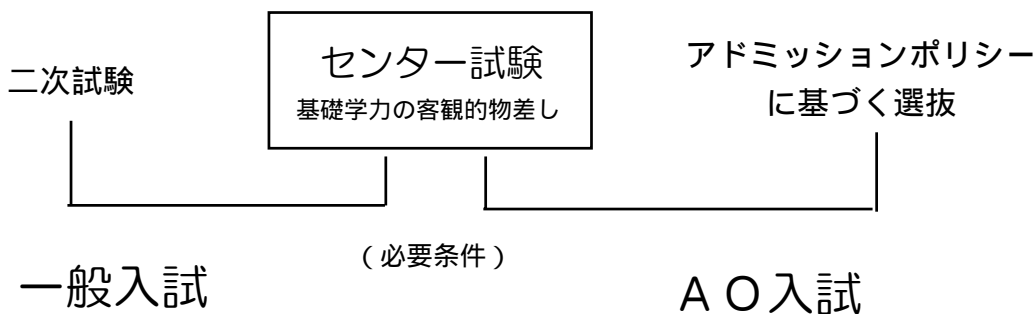 二次試験
センター試験
基礎学力の客観的物差し
アドミッションポリシー
に基づく選抜
(必要条件)
一般入試
ＡＯ入試